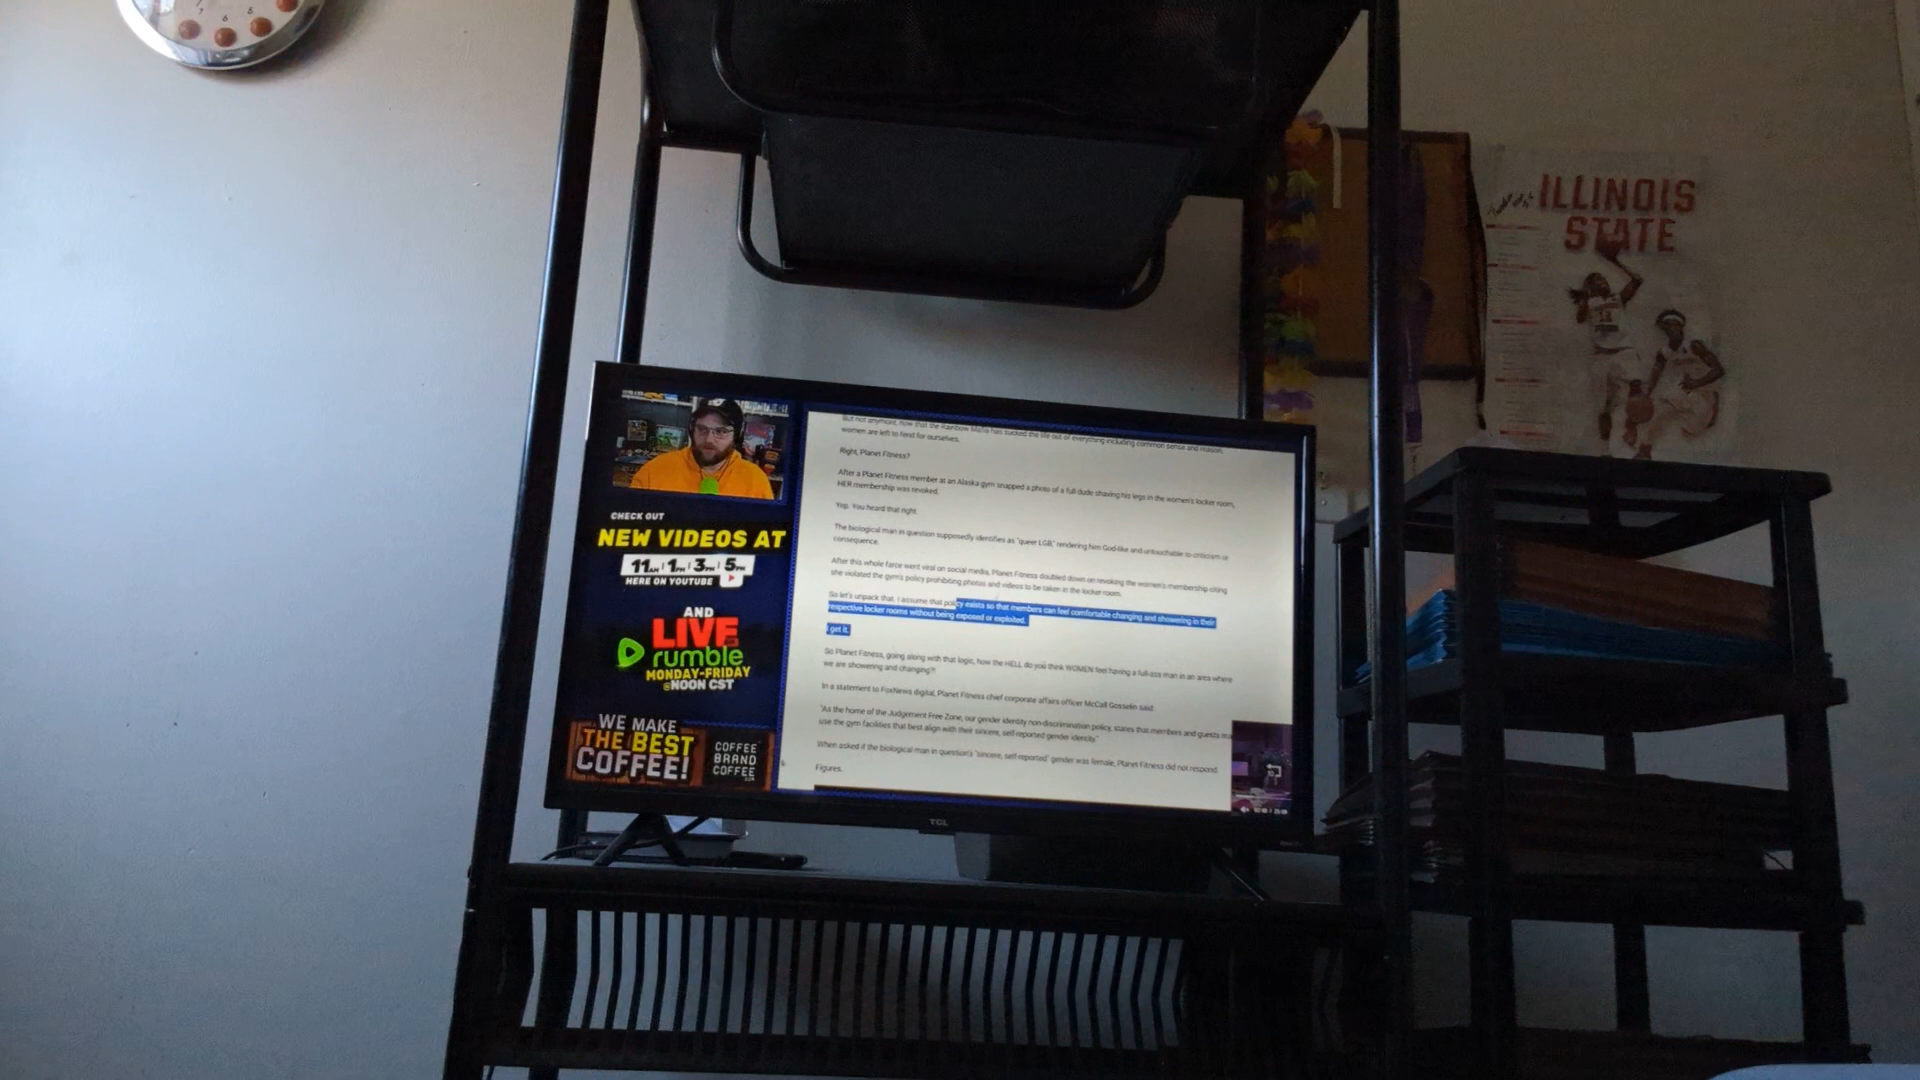 7 6 5
ILLINOIS
STATE
CHECK OUT
NEW VIDEOS AT
11AM | 1PM | 3PM | 5PM
HERE ON YOUTUBE
AND
LIVE ON
rumble
MONDAY-FRIDAY
@NOON CST
WE MAKE
THE BEST
COFFEE!
COFFEE
BRAND
COFFEE
.COM
But not anymore, now that the Rainbow Mafia has sucked the life out of everything including common sense and reason,
women are left to fend for ourselves.
Right, Planet Fitness?
After a Planet Fitness member at an Alaska gym snapped a photo of a full dude shaving his legs in the women's locker room,
HER membership was revoked.
Yep. You heard that right.
The biological man in question supposedly identifies as "queer LGB," rendering him God-like and untouchable to criticism or
consequence.
After this whole farce went viral on social media, Planet Fitness doubled down on revoking the women's membership citing
she violated the gym's policy prohibiting photos and videos to be taken in the locker room.
So let's unpack that. I assume that policy exists so that members can feel comfortable changing and showering in their
respective locker rooms without being exposed or exploited.
I get it.
So Planet Fitness, going along with that logic, how the HELL do you think WOMEN feel having a full-ass man in an area where
we are showering and changing?!
In a statement to FoxNews digital, Planet Fitness chief corporate affairs officer McCall Gosselin said:
"As the home of the Judgement Free Zone, our gender identity non-discrimination policy, states that members and guests ma
use the gym facilities that best align with their sincere, self-reported gender identity."
When asked if the biological man in question's "sincere, self-reported" gender was female, Planet Fitness did not respond.
Figures.
TCL